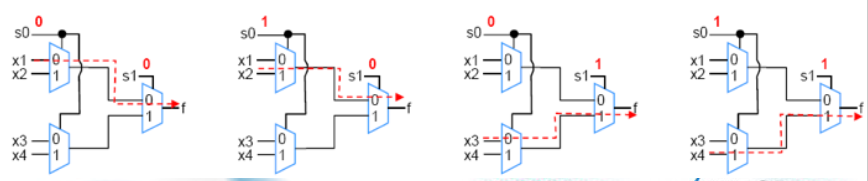 0 1 0 1
s0 s0 s0 s0
x1 0 0 x1 0 0 x1 0 1 x1 0 1
x2 1 s1 x2 1 s1 x2 1 s1 x2 1 s1
0 0 0 0
1 f 1 f 1 f 1 f
x3 0 x3 0 x3 0 x3 0
x4 1 x4 1 x4 1 x4 1